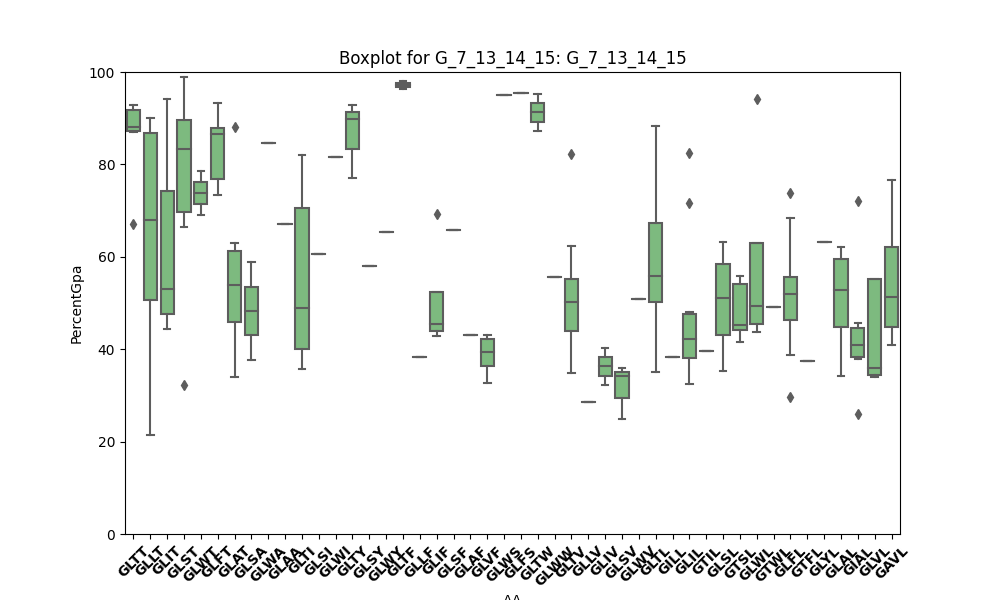 Boxplot for G_7_13_14_15: G_7_13_14_15
PercentGpa
100
80
60
40
20
0
GLTT GLLT GLIT GLST GLWT GLFT GLAT GLSA GLWA GLAA GLTI GLSI GLWI GLTY GLSY GLWY GLTF GLLF GLIF GLSF GLAF GLVF GLWS GLFS GLTW GLWW GLTV GLLV GLIV GLSV GLWV GLTL GILL GLIL GTIL GLSL GTSL GLWL GTWL GLFL GTFL GLYL GLAL GIAL GLVL GAVL